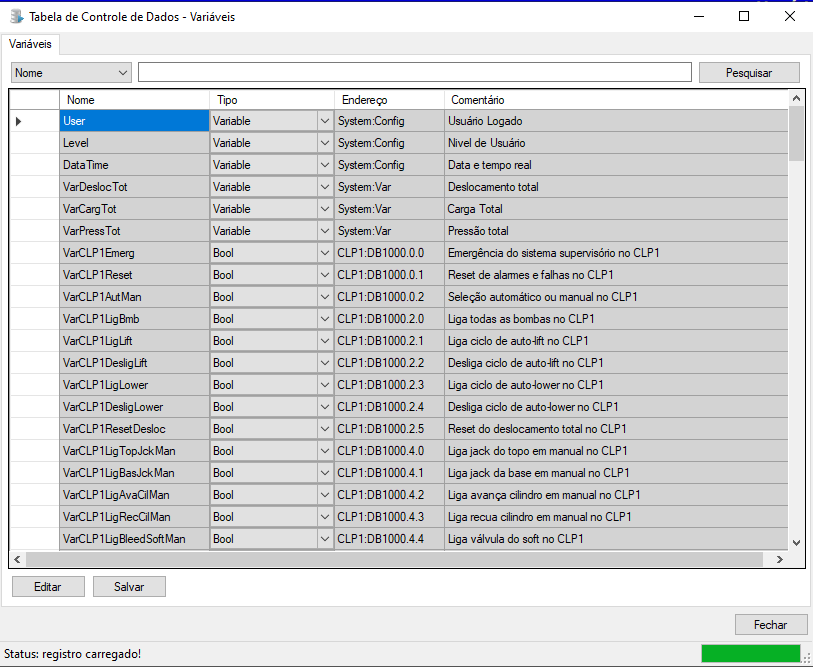 Tabela de Controle de Dados - Variáveis
Variáveis
Nome Pesquisar
Nome Tipo Endereço Comentário
User Variable System:Config Usuário Logado
Level Variable System:Config Nivel de Usuário
DataTime Variable System:Config Data e tempo real
VarDeslocTot Variable System:Var Deslocamento total
VarCargTot Variable System:Var Carga Total
VarPressTot Variable System:Var Pressão total
VarCLP1Emerg Bool CLP1:DB1000.0.0 Emergência do sistema supervisório no CLP1
VarCLP1Reset Bool CLP1:DB1000.0.1 Reset de alarmes e falhas no CLP1
VarCLP1AutMan Bool CLP1:DB1000.0.2 Seleção automático ou manual no CLP1
VarCLP1LigBmb Bool CLP1:DB1000.2.0 Liga todas as bombas no CLP1
VarCLP1LigLift Bool CLP1:DB1000.2.1 Liga ciclo de auto-lift no CLP1
VarCLP1DesligLift Bool CLP1:DB1000.2.2 Desliga ciclo de auto-lift no CLP1
VarCLP1LigLower Bool CLP1:DB1000.2.3 Liga ciclo de auto-lower no CLP1
VarCLP1DesligLower Bool CLP1:DB1000.2.4 Desliga ciclo de auto-lower no CLP1
VarCLP1ResetDesloc Bool CLP1:DB1000.2.5 Reset do deslocamento total no CLP1
VarCLP1LigTopJckMan Bool CLP1:DB1000.4.0 Liga jack do topo em manual no CLP1
VarCLP1LigBasJckMan Bool CLP1:DB1000.4.1 Liga jack da base em manual no CLP1
VarCLP1LigAvaCilMan Bool CLP1:DB1000.4.2 Liga avança cilindro em manual no CLP1
VarCLP1LigRecCilMan Bool CLP1:DB1000.4.3 Liga recua cilindro em manual no CLP1
VarCLP1LigBleedSoftMan Bool CLP1:DB1000.4.4 Liga válvula do soft no CLP1
Editar Salvar
Fechar
Status: registro carregado!